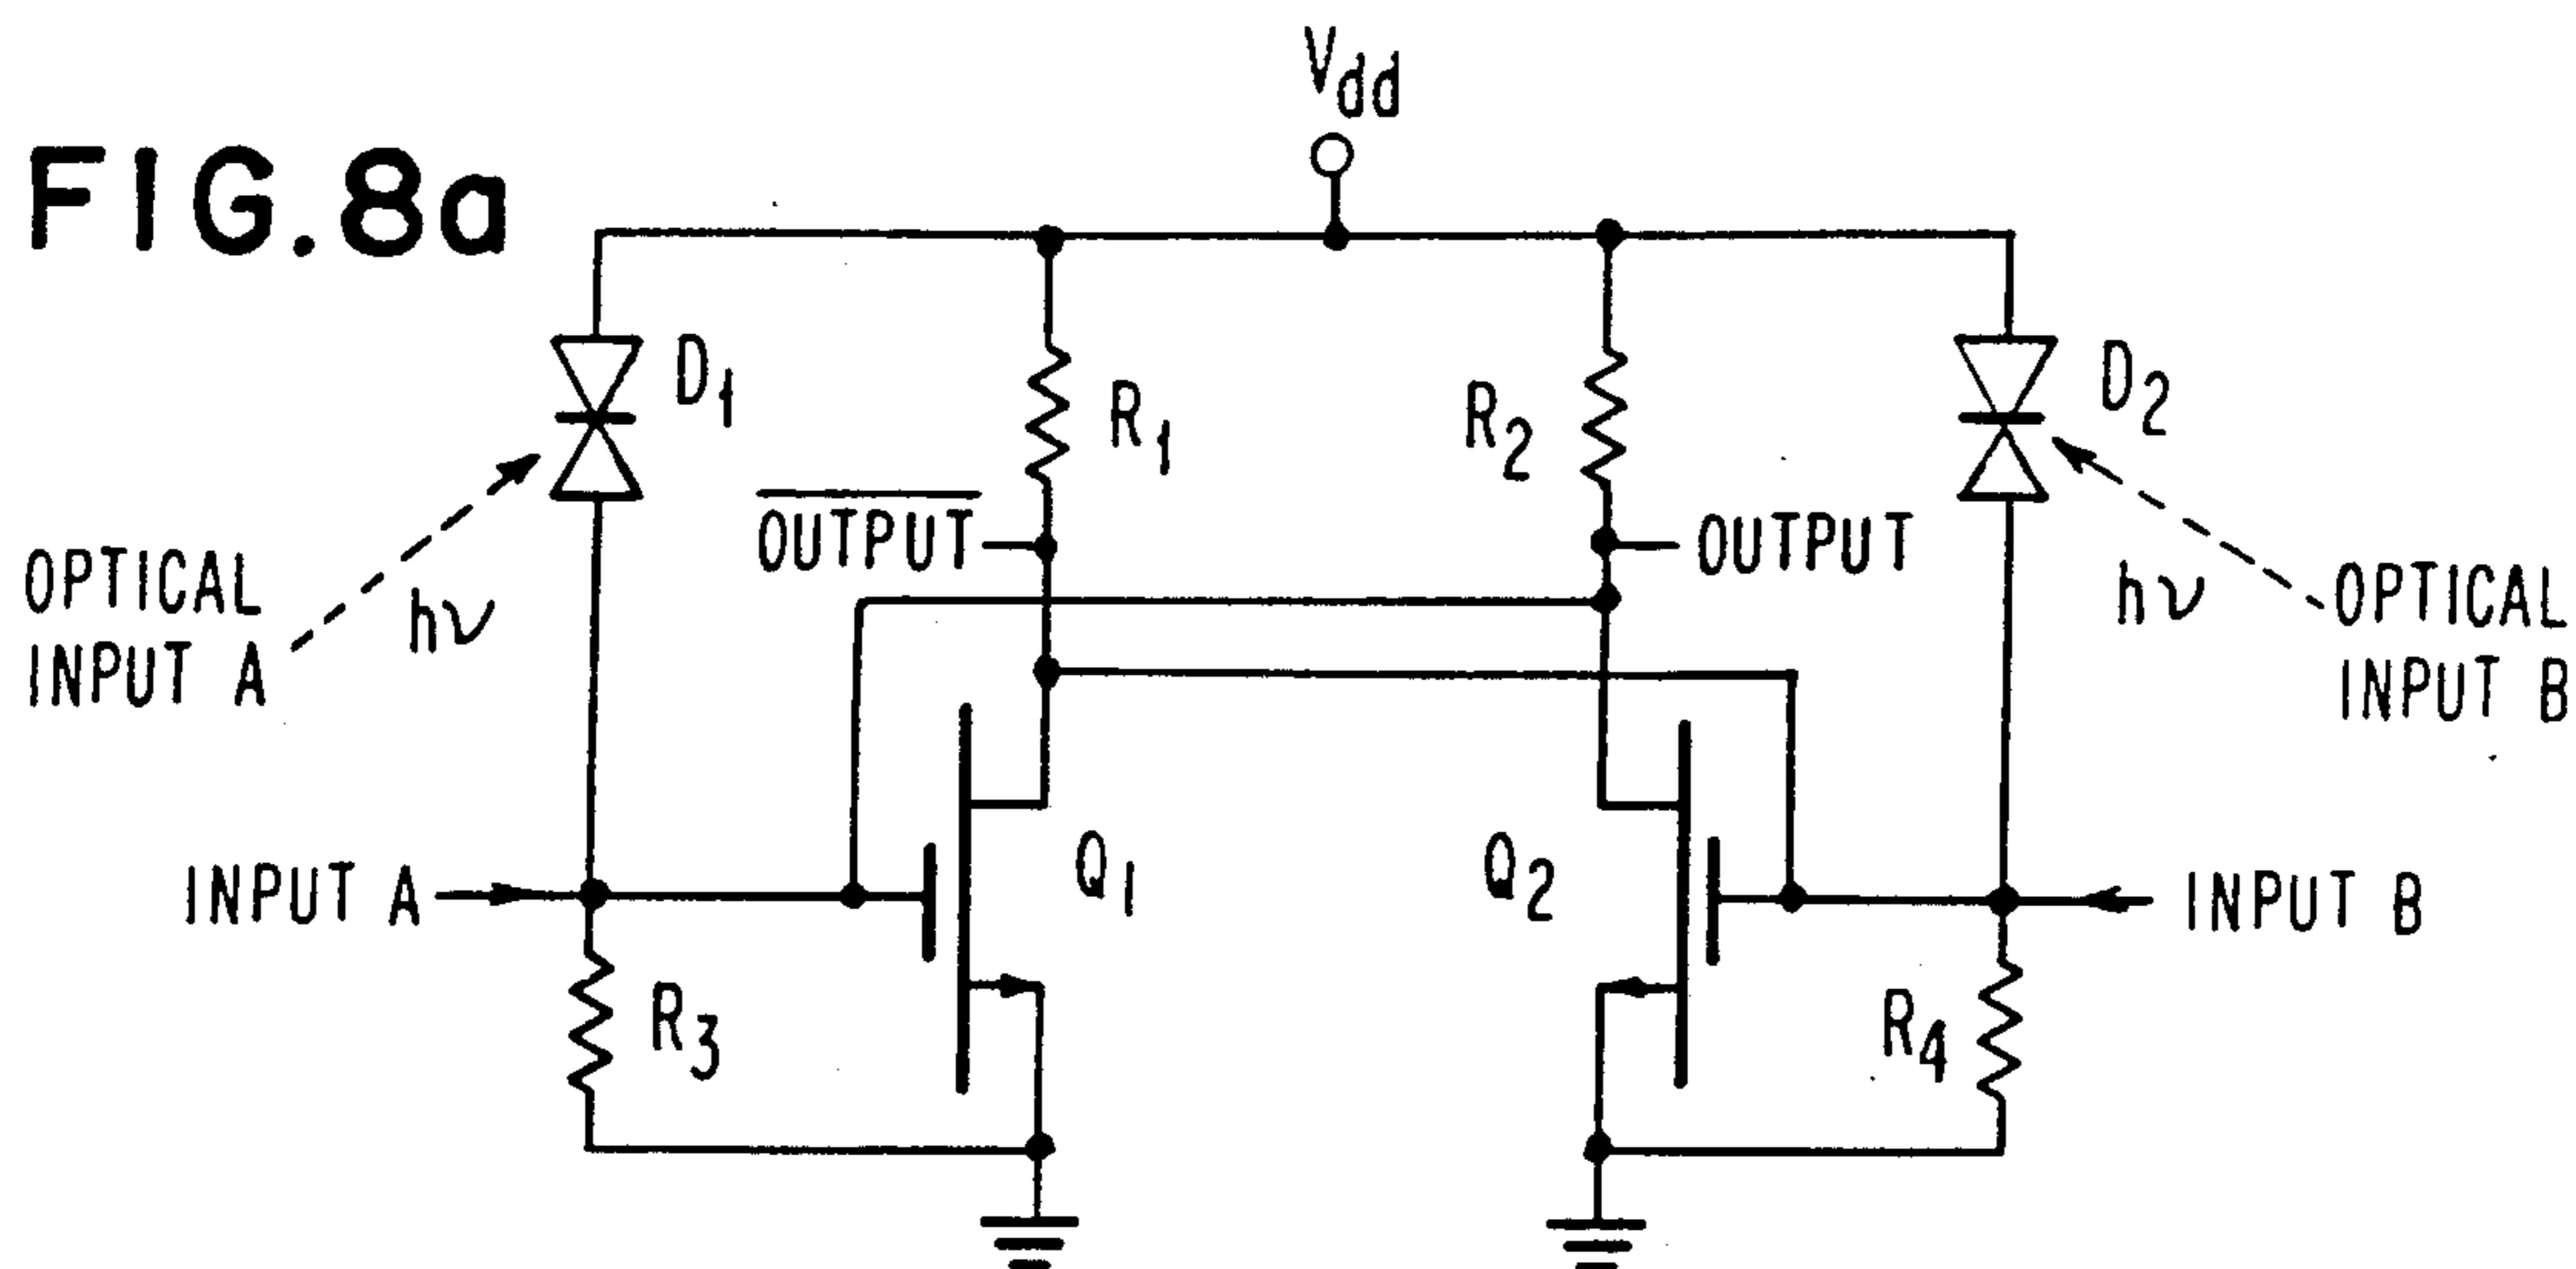 FIG.8a
Vdd
D1
R1
R2
D2
OUTPUT
OUTPUT
OPTICAL
INPUT A
hν
hν
OPTICAL
INPUT B
INPUT A
Q1
Q2
INPUT B
R3
R4